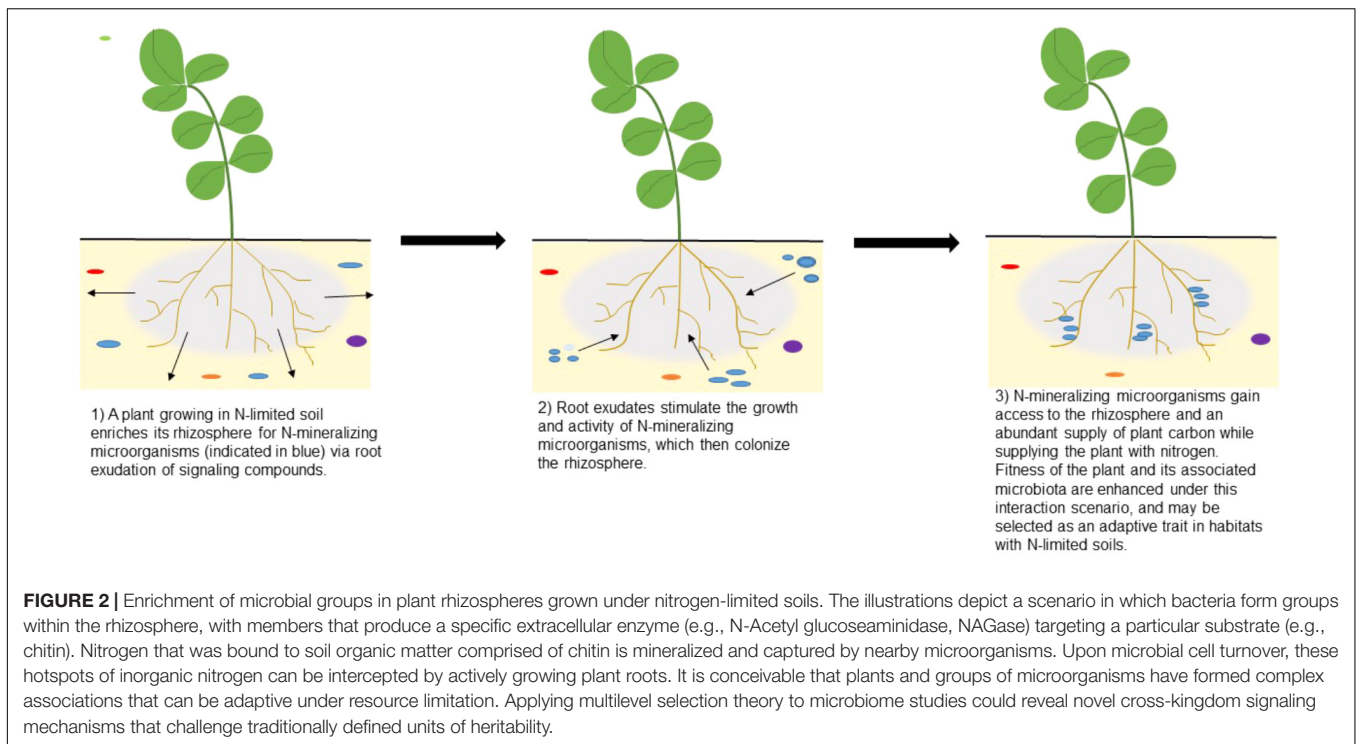 1) A plant growing in N-limited soil
enriches its rhizosphere for N-mineralizing
microorganisms (indicated in blue) via root
exudation of signaling compounds.
2) Root exudates stimulate the growth
and activity of N-mineralizing
microorganisms, which then colonize
the rhizosphere.
3) N-mineralizing microorganisms gain
access to the rhizosphere and an
abundant supply of plant carbon while
supplying the plant with nitrogen.
Fitness of the plant and its associated
microbiota are enhanced under this
interaction scenario, and may be
selected as an adaptive trait in habitats
with N-limited soils.
FIGURE 2 | Enrichment of microbial groups in plant rhizospheres grown under nitrogen-limited soils. The illustrations depict a scenario in which bacteria form groups
within the rhizosphere, with members that produce a specific extracellular enzyme (e.g., N-Acetyl glucoseaminidase, NAGase) targeting a particular substrate (e.g.,
chitin). Nitrogen that was bound to soil organic matter comprised of chitin is mineralized and captured by nearby microorganisms. Upon microbial cell turnover, these
hotspots of inorganic nitrogen can be intercepted by actively growing plant roots. It is conceivable that plants and groups of microorganisms have formed complex
associations that can be adaptive under resource limitation. Applying multilevel selection theory to microbiome studies could reveal novel cross-kingdom signaling
mechanisms that challenge traditionally defined units of heritability.